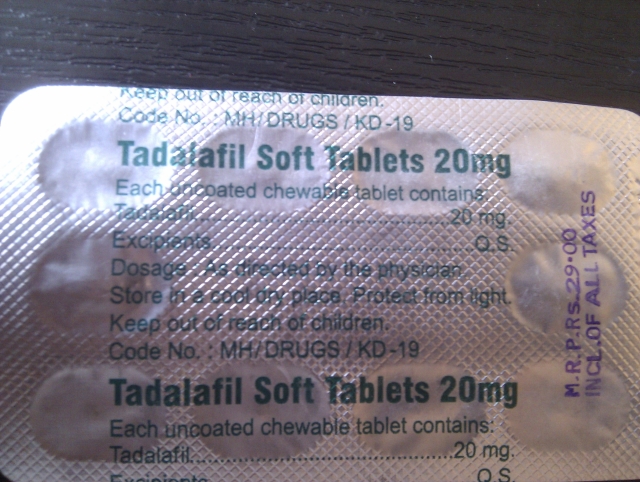 Keep out of reach of children.
Code No. : MH/DRUGS/KD-19
Tadalafil Soft Tablets 20mg
Each uncoated chewable tablet contains:
Tadalafil........................................20 mg.
Excipients........................................Q.S.
Dosage : As directed by the physician.
Store in a cool dry place. Protect from light.
Keep out of reach of children.
Code No. : MH/DRUGS/KD-19
Tadalafil Soft Tablets 20mg
Each uncoated chewable tablet contains:
Tadalafil........................................20 mg.
Excipients Q.S.
M.R.P.RS.29.00
INCL.OF ALL TAXES